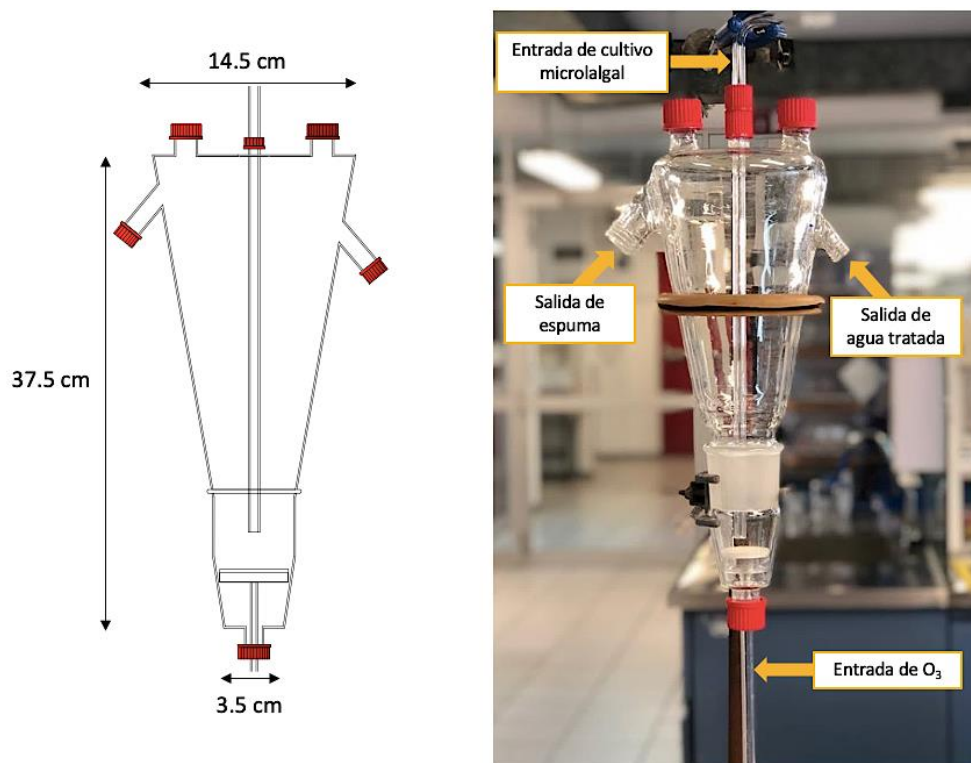 14.5 cm
37.5 cm
3.5 cm
Entrada de cultivo
microlalgal
Salida de
espuma
Salida de
agua tratada
Entrada de O₃